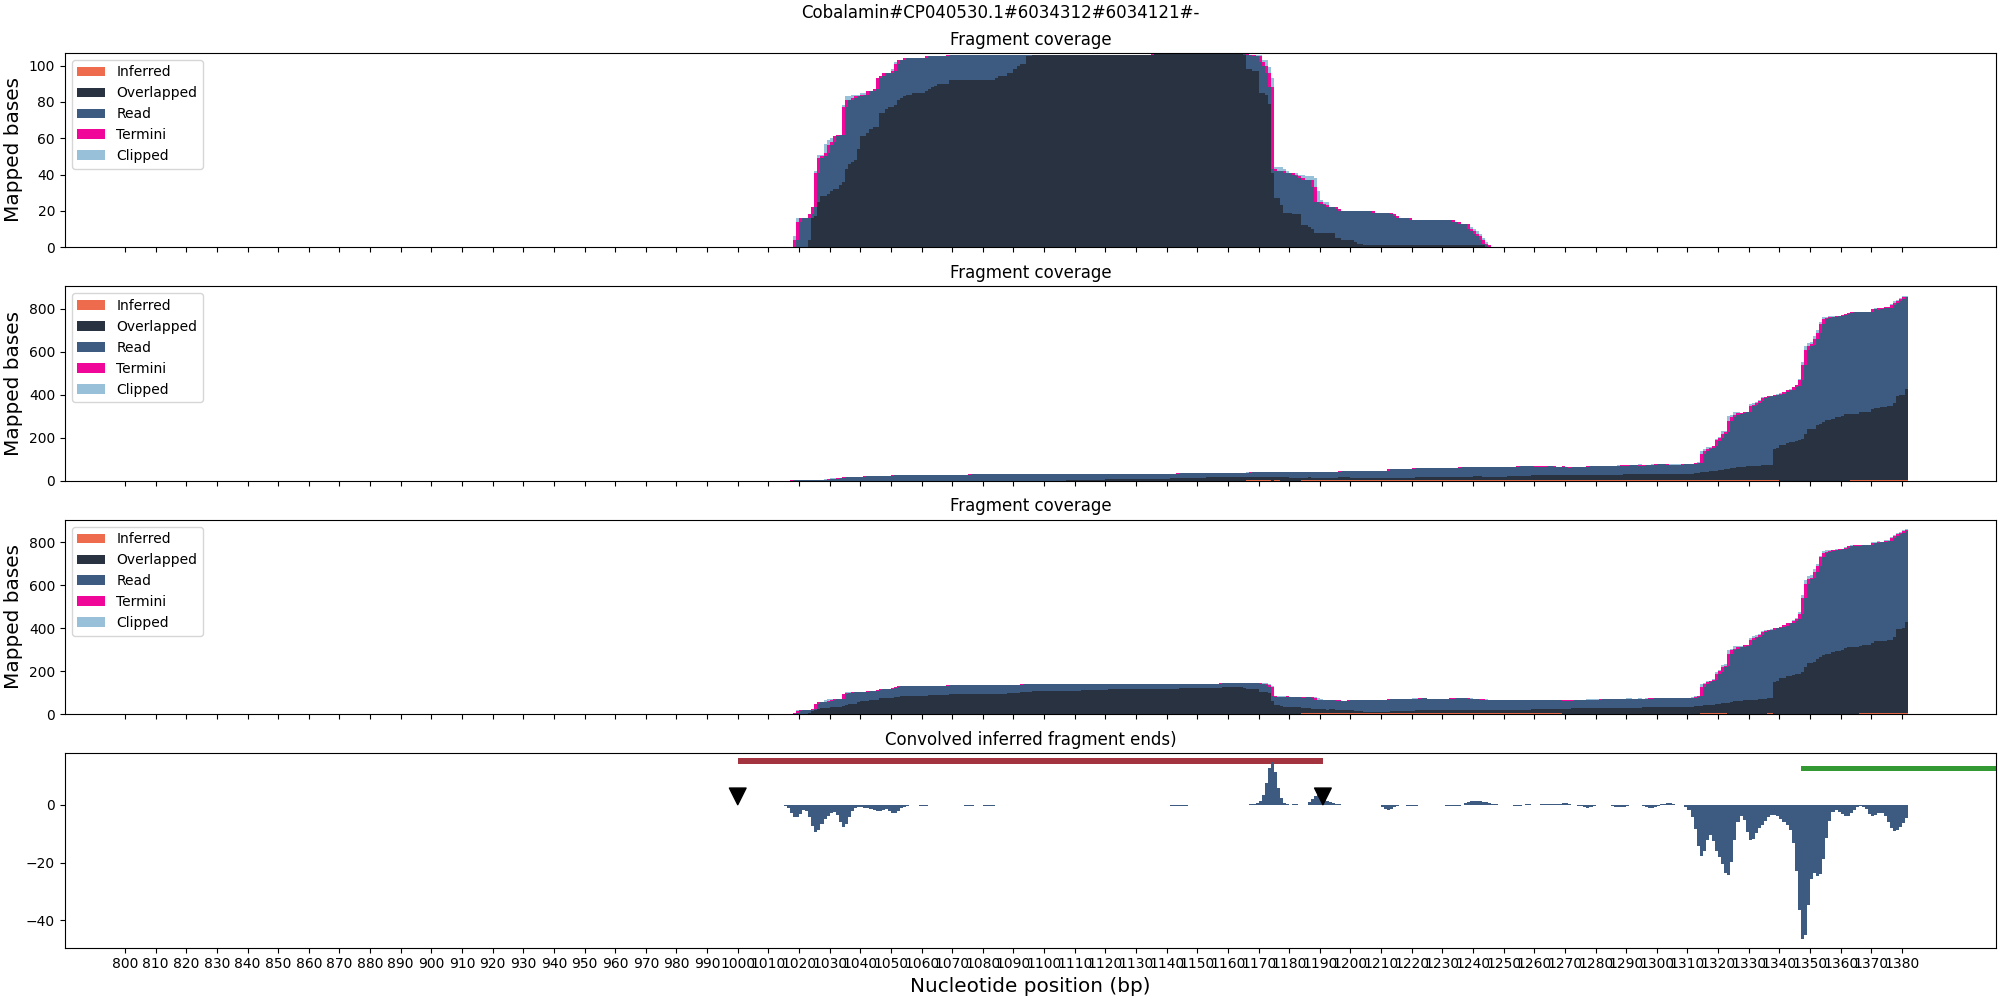 Cobalamin#CP040530.1#6034312#6034121#-
Fragment coverage
Mapped bases
100
80
60
40
20
0
Inferred
Overlapped
Read
Termini
Clipped
Fragment coverage
Mapped bases
800
600
400
200
0
Inferred
Overlapped
Read
Termini
Clipped
Fragment coverage
Mapped bases
800
600
400
200
0
Inferred
Overlapped
Read
Termini
Clipped
Convolved inferred fragment ends)
0
−20
−40
800 810 820 830 840 850 860 870 880 890 900 910 920 930 940 950 960 970 980 990 1000 1010 1020 1030 1040 1050 1060 1070 1080 1090 1100 1110 1120 1130 1140 1150 1160 1170 1180 1190 1200 1210 1220 1230 1240 1250 1260 1270 1280 1290 1300 1310 1320 1330 1340 1350 1360 1370 1380
Nucleotide position (bp)